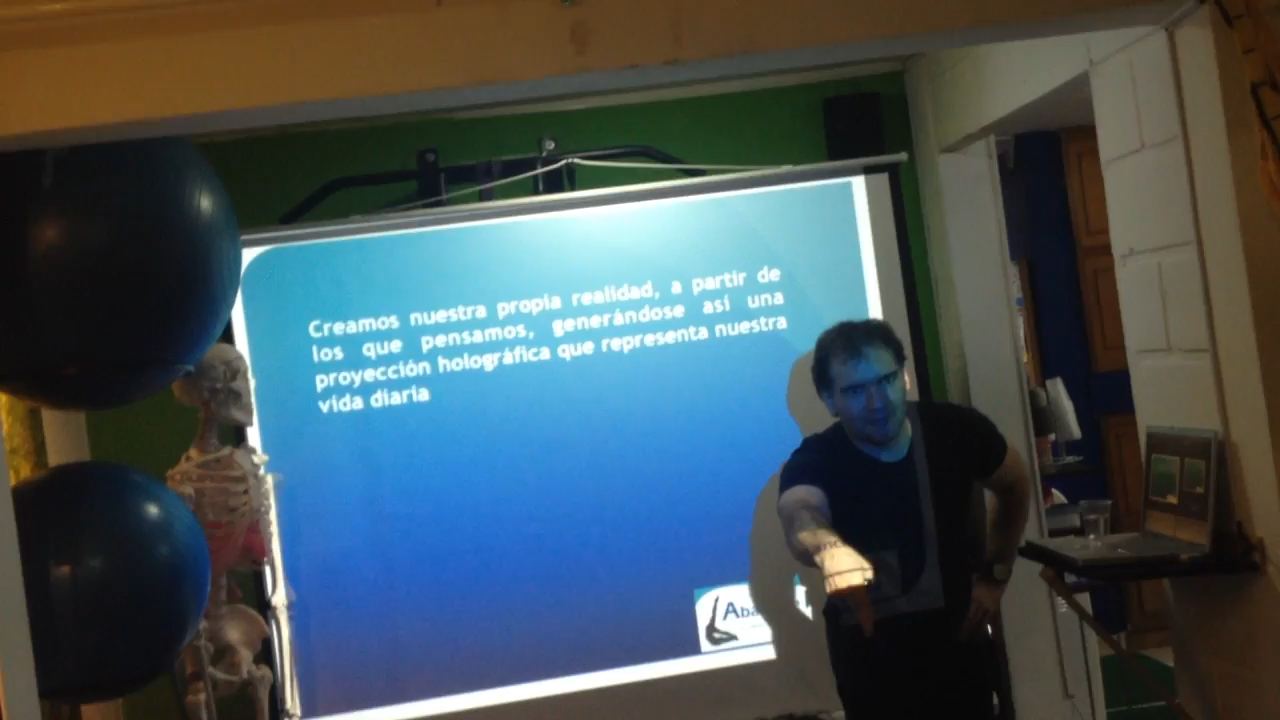 Creamos nuestra propia realidad, a partir de
los que pensamos, generándose así una
proyección holográfica que representa nuestra
vida diaria